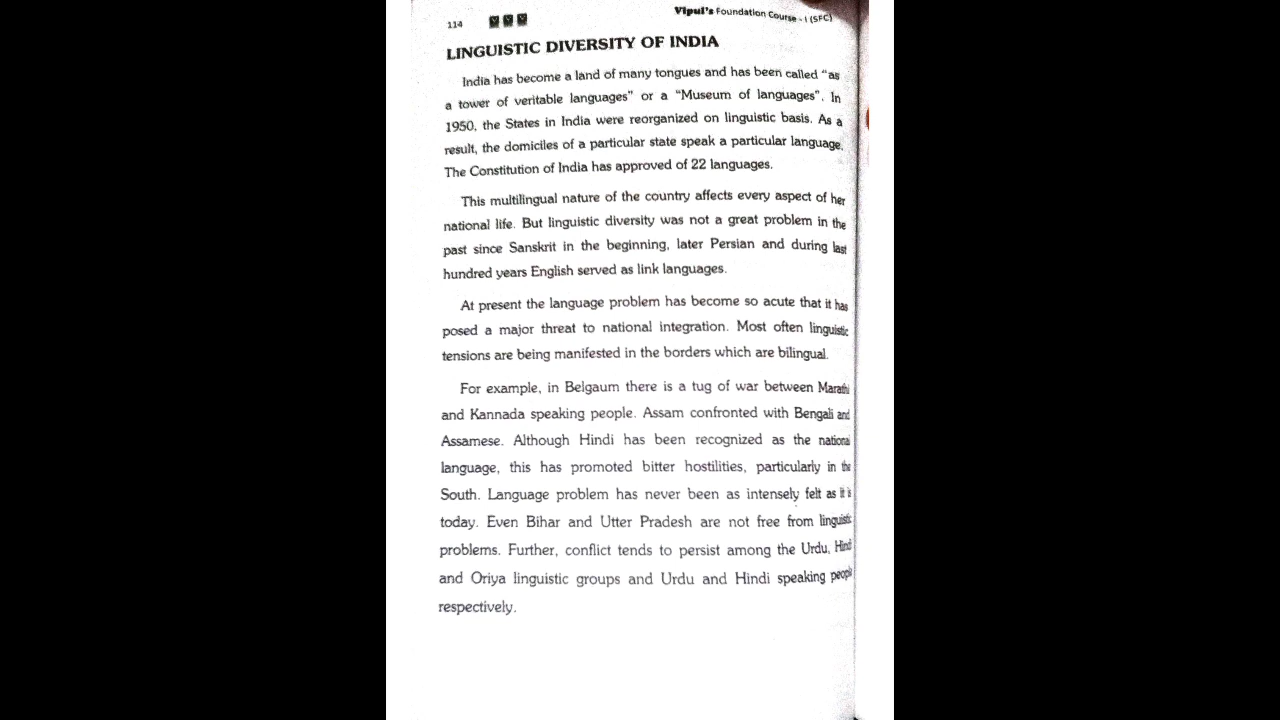 114 Vipul's Foundation Course - I (SFC)
LINGUISTIC DIVERSITY OF INDIA
India has become a land of many tongues and has been called "as
a tower of veritable languages" or a "Museum of languages". In
1950, the States in India were reorganized on linguistic basis. As a
result, the domiciles of a particular state speak a particular language.
The Constitution of India has approved of 22 languages.
This multilingual nature of the country affects every aspect of her
national life. But linguistic diversity was not a great problem in the
past since Sanskrit in the beginning, later Persian and during last
hundred years English served as link languages.
At present the language problem has become so acute that it has
posed a major threat to national integration. Most often linguistic
tensions are being manifested in the borders which are bilingual.
For example, in Belgaum there is a tug of war between Marathi
and Kannada speaking people. Assam confronted with Bengali and
Assamese. Although Hindi has been recognized as the national
language, this has promoted bitter hostilities, particularly in the
South. Language problem has never been as intensely felt as it is
today. Even Bihar and Utter Pradesh are not free from linguistic
problems. Further, conflict tends to persist among the Urdu, Hindi
and Oriya linguistic groups and Urdu and Hindi speaking people
respectively.